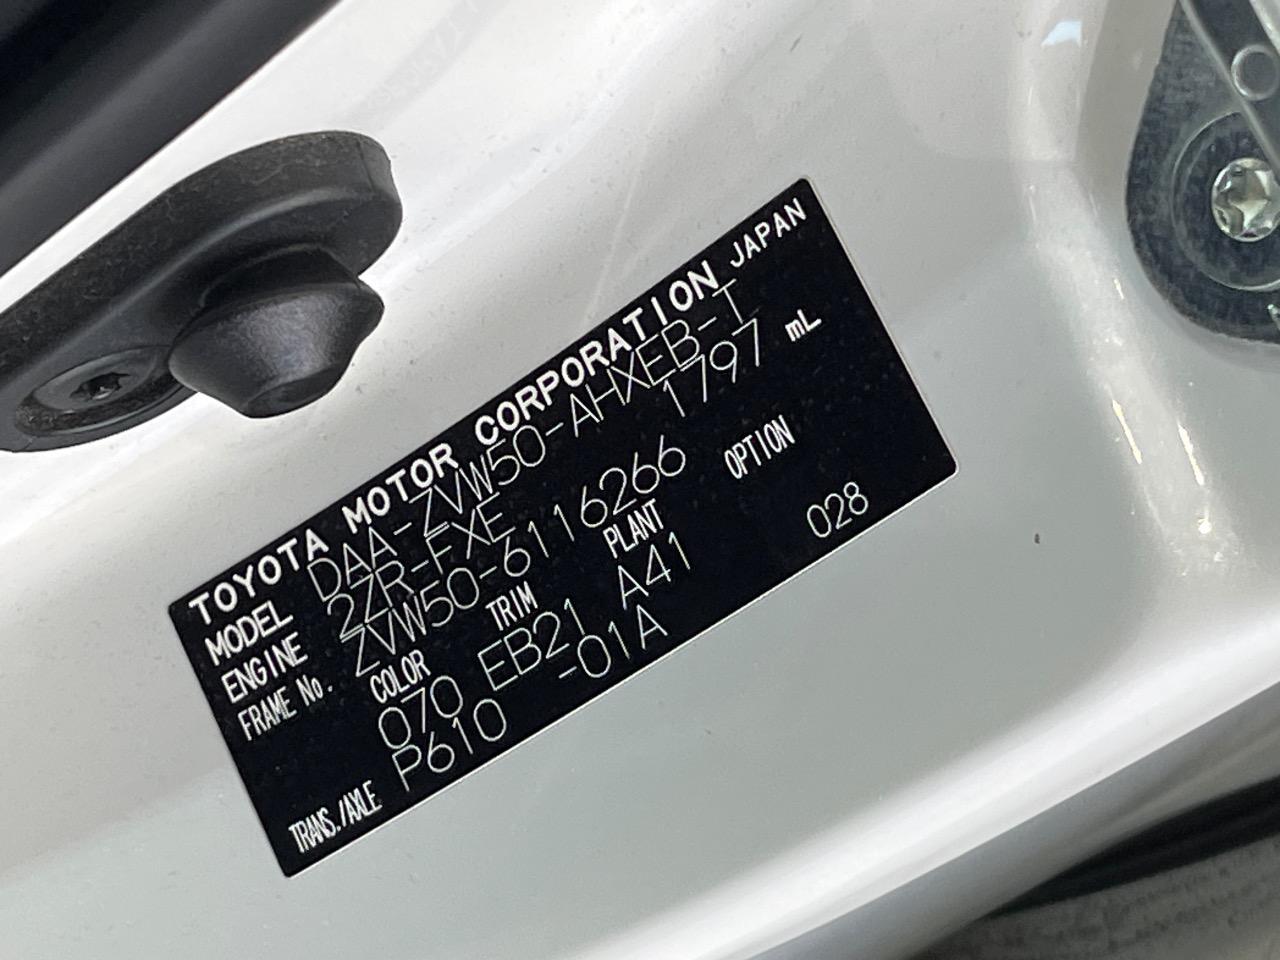 TOYOTA MOTOR CORPORATION JAPAN
MODEL DAA-ZVW50-AHXEB-T
ENGINE 2ZR-FXE 1797 mL
FRAME No. ZVW50-6116266
COLOR TRIM PLANT OPTION
070 EB21 A41 028
TRANS./AXLE P610 -01A